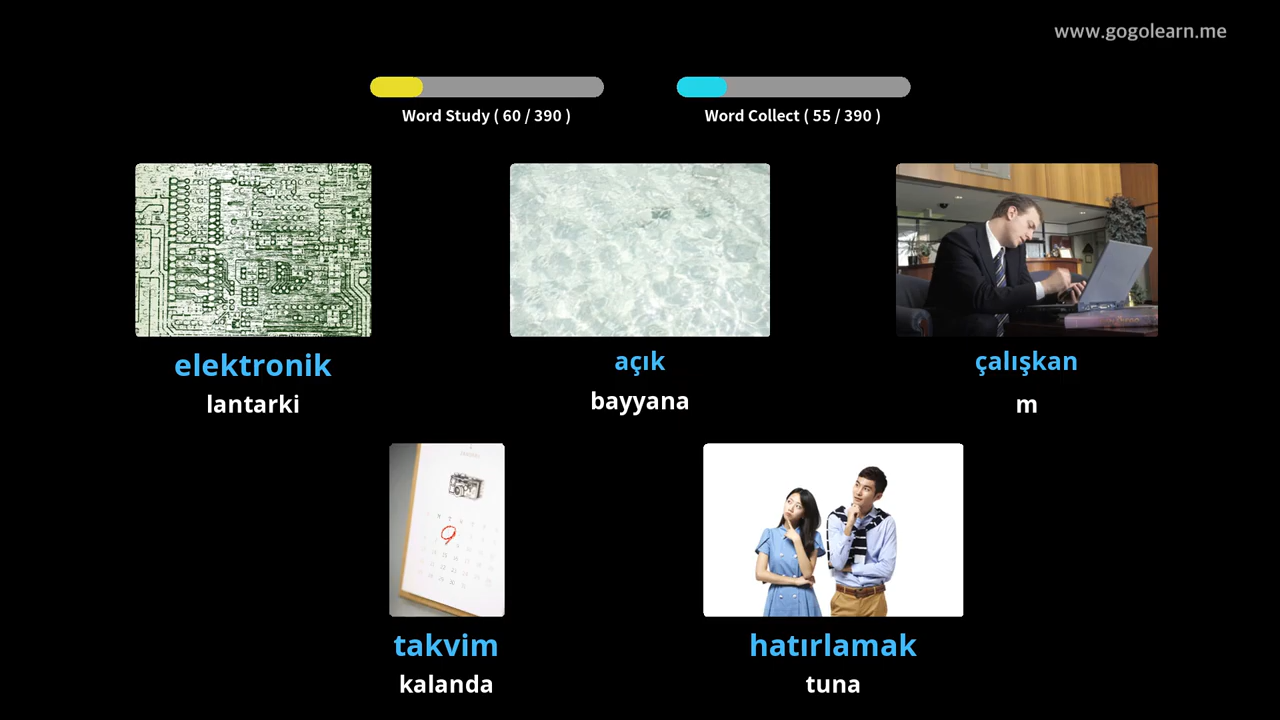 www.gogolearn.me
Word Study ( 60 / 390 )
Word Collect ( 55 / 390 )
elektronik
lantarki
açık
bayyana
çalışkan
m
takvim
kalanda
hatırlamak
tuna